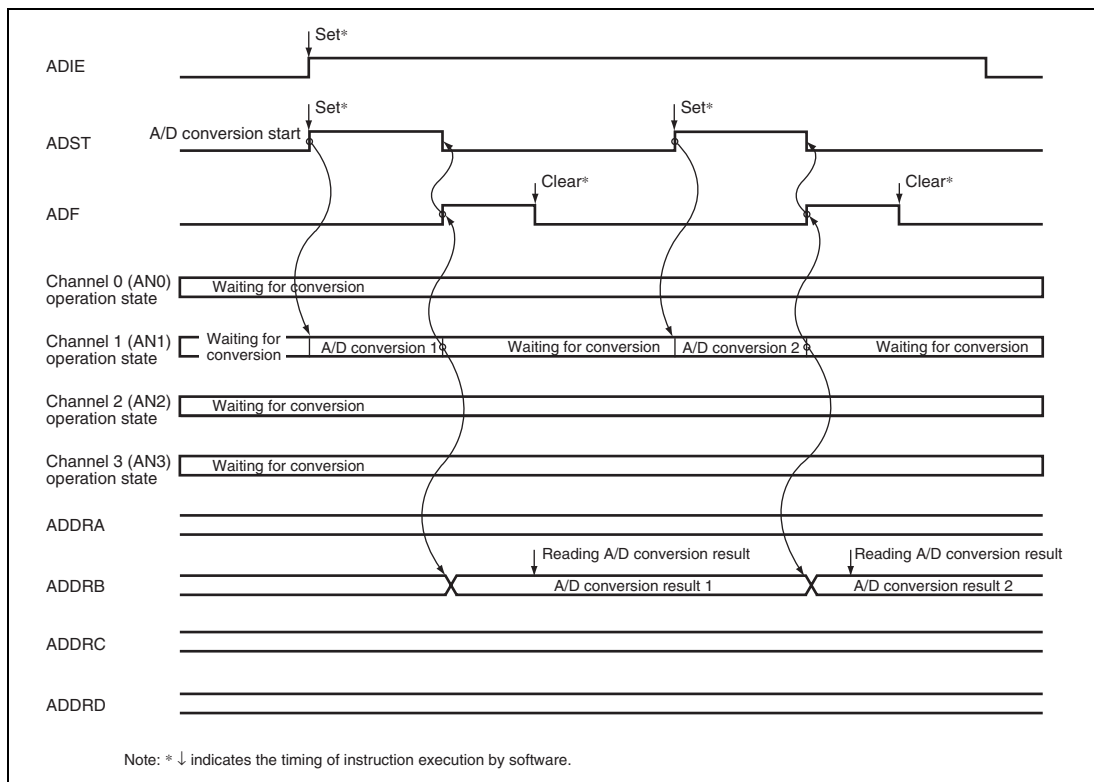 Set*
ADIE
Set*
Set*
A/D conversion start
ADST
Clear*
Clear*
ADF
Channel 0 (AN0)
operation state
Waiting for conversion
Channel 1 (AN1)
operation state
Waiting for
conversion
A/D conversion 1
Waiting for conversion
A/D conversion 2
Waiting for conversion
Channel 2 (AN2)
operation state
Waiting for conversion
Channel 3 (AN3)
operation state
Waiting for conversion
ADDRA
Reading A/D conversion result
Reading A/D conversion result
ADDRB
A/D conversion result 1
A/D conversion result 2
ADDRC
ADDRD
Note: * ↓ indicates the timing of instruction execution by software.